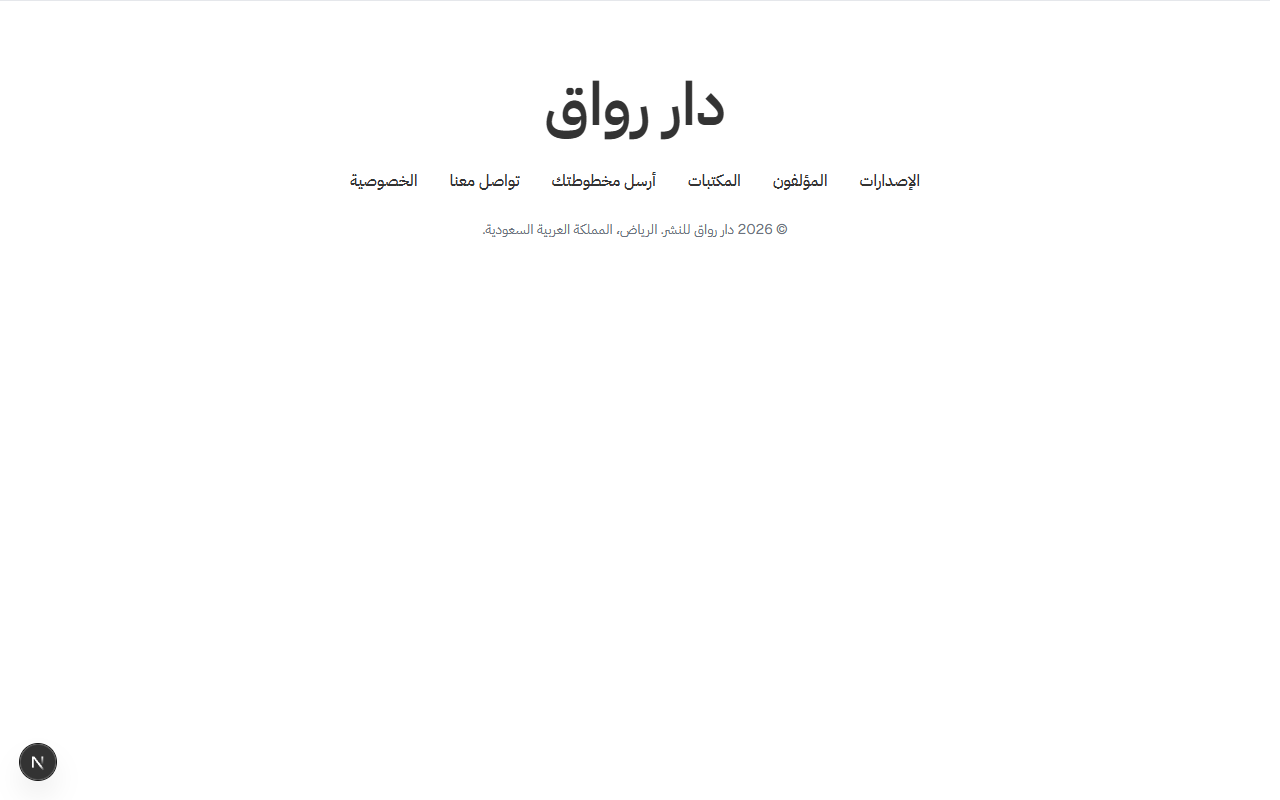 دار رواق
الإصدارات المؤلفون المكتبات أرسل مخطوطتك تواصل معنا الخصوصية
© 2026 دار رواق للنشر. الرياض، المملكة العربية السعودية.
N